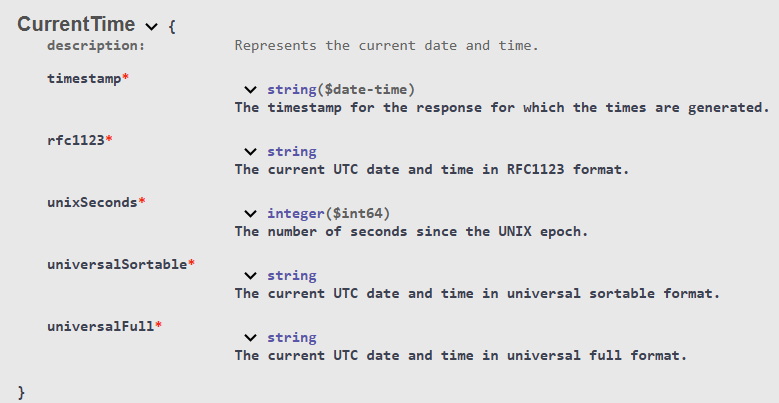 CurrentTime {
description: Represents the current date and time.
timestamp*
string($date-time)
The timestamp for the response for which the times are generated.
rfc1123*
string
The current UTC date and time in RFC1123 format.
unixSeconds*
integer($int64)
The number of seconds since the UNIX epoch.
universalSortable*
string
The current UTC date and time in universal sortable format.
universalFull*
string
The current UTC date and time in universal full format.
}